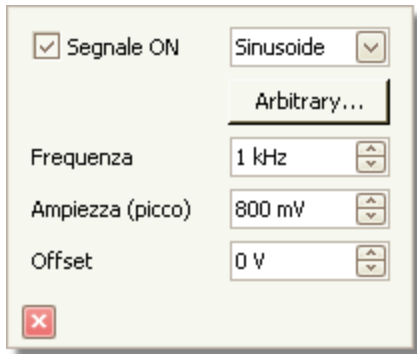 Segnale ON Sinusoide
Arbitrary...
Frequenza 1 kHz
Ampiezza (picco) 800 mV
Offset 0 V